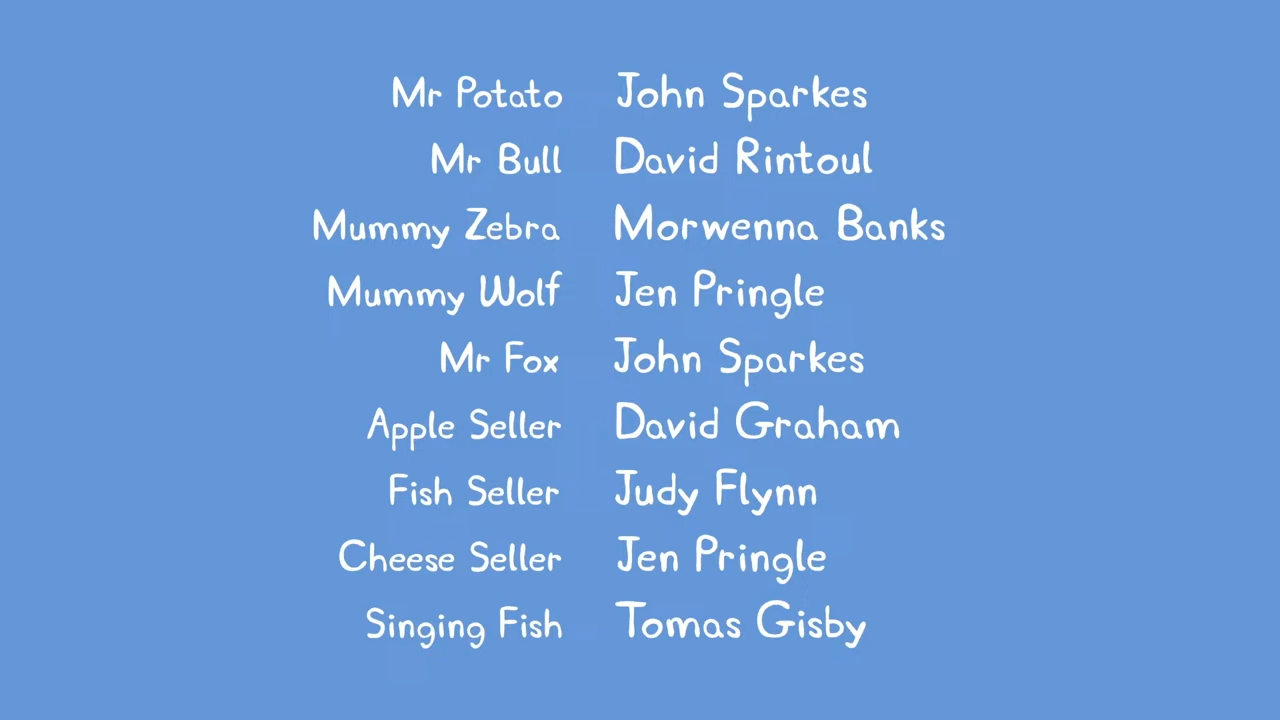 Mr Potato John Sparkes
Mr Bull David Rintoul
Mummy Zebra Morwenna Banks
Mummy Wolf Jen Pringle
Mr Fox John Sparkes
Apple Seller David Graham
Fish Seller Judy Flynn
Cheese Seller Jen Pringle
Singing Fish Tomas Gisby